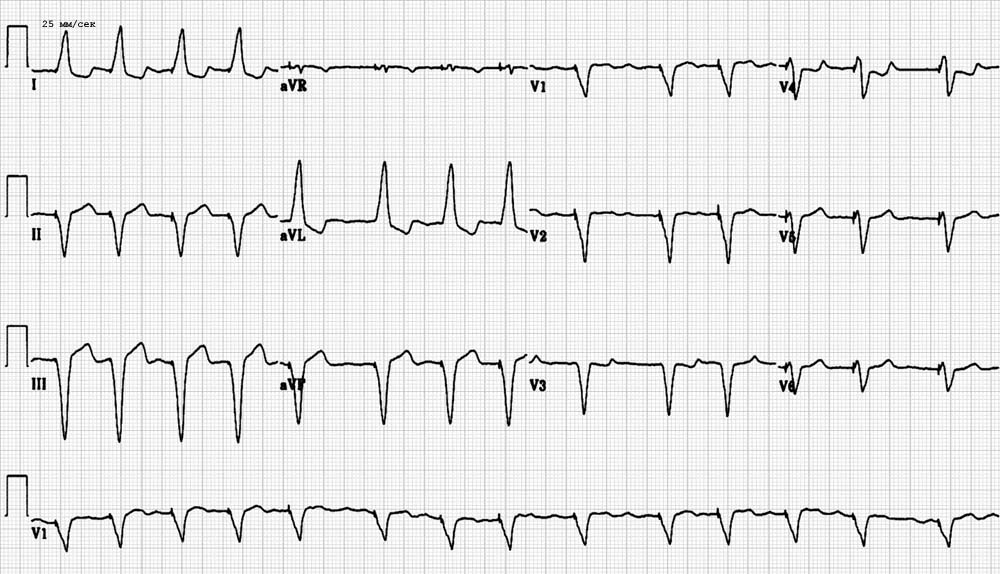 25 мм/сек
I aVR V1 V4
II aVL V2 V5
III aVF V3 V6
V1